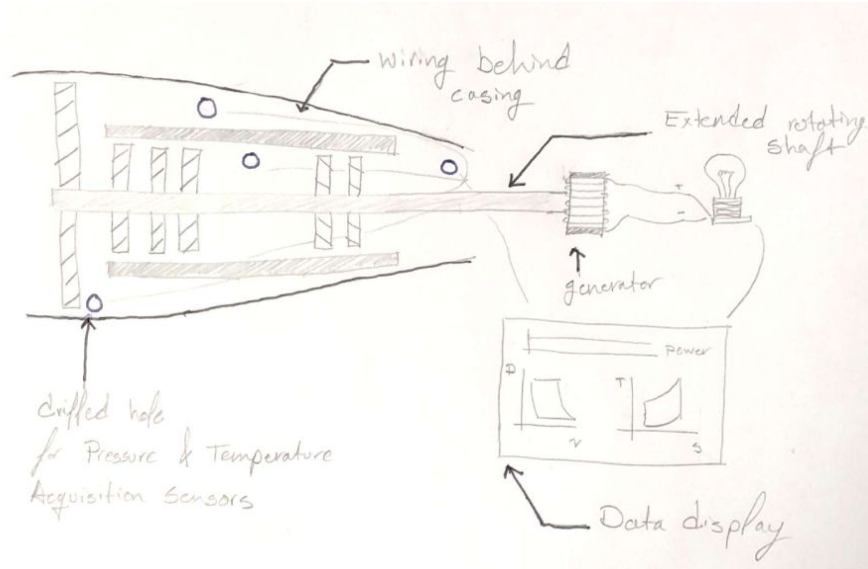 wiring behind
casing
Extended rotating
shaft
+
-
generator
Power
P
V
T
S
drilled hole
for Pressure & Temperature
Acquisition Sensors
Data display